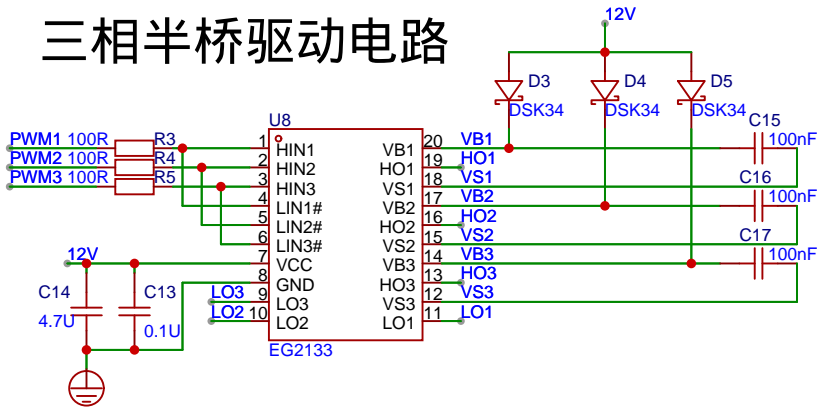 三相半桥驱动电路
12V
D3
DSK34
D4
DSK34
D5
DSK34
U8
PWM1 100R R3
PWM2 100R R4
PWM3 100R R5
1 HIN1
2 HIN2
3 HIN3
4 LIN1#
5 LIN2#
6 LIN3#
7 VCC
8 GND
9 LO3
10 LO2
VB1 20 VB1
HO1 19 HO1
VS1 18 VS1
VB2 17 VB2
HO2 16 HO2
VS2 15 VS2
VB3 14 VB3
HO3 13 HO3
VS3 12 VS3
LO1 11 LO1
C15
100nF
C16
100nF
C17
100nF
12V
C14
4.7U
C13
0.1U
LO3
LO2
EG2133